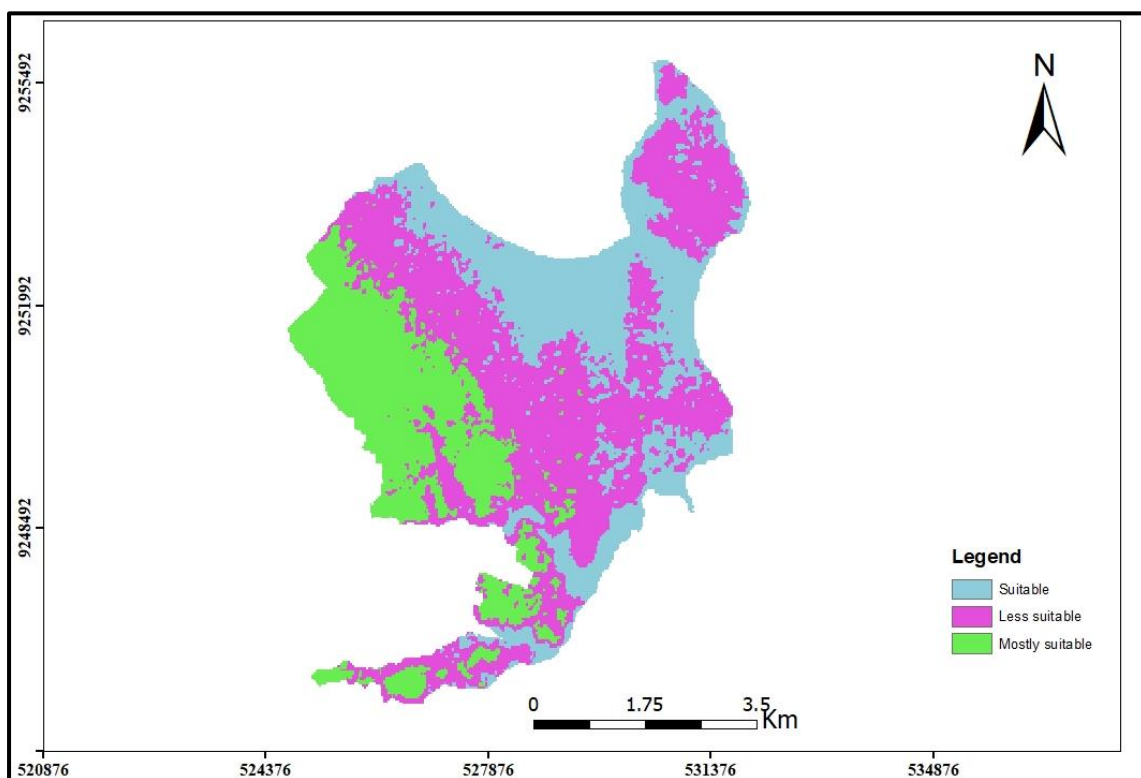 9255492
N
9251992
9248492
Legend
Suitable
Less suitable
Mostly suitable
0 1.75 3.5
Km
520876 524376 527876 531376 534876